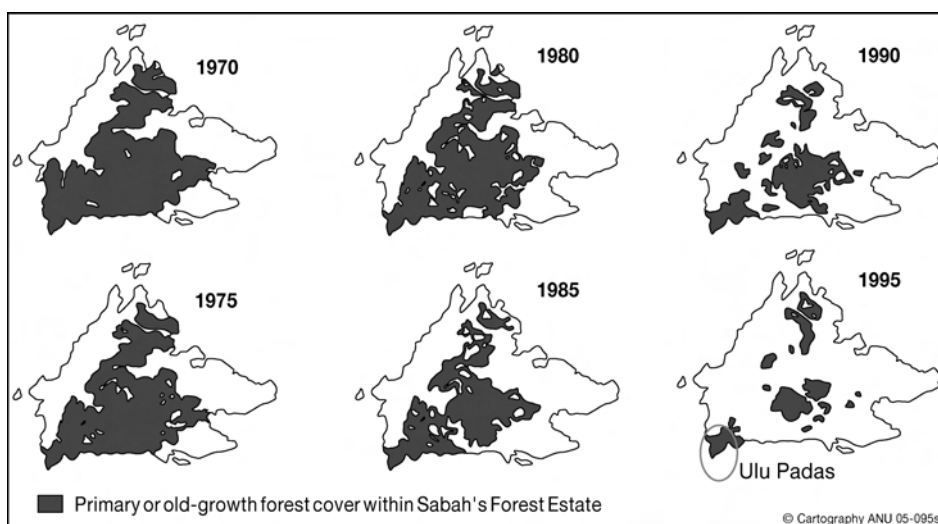 1970
1980
1990
1975
1985
1995
Ulu Padas
Primary or old-growth forest cover within Sabah's Forest Estate
© Cartography ANU 05-095s